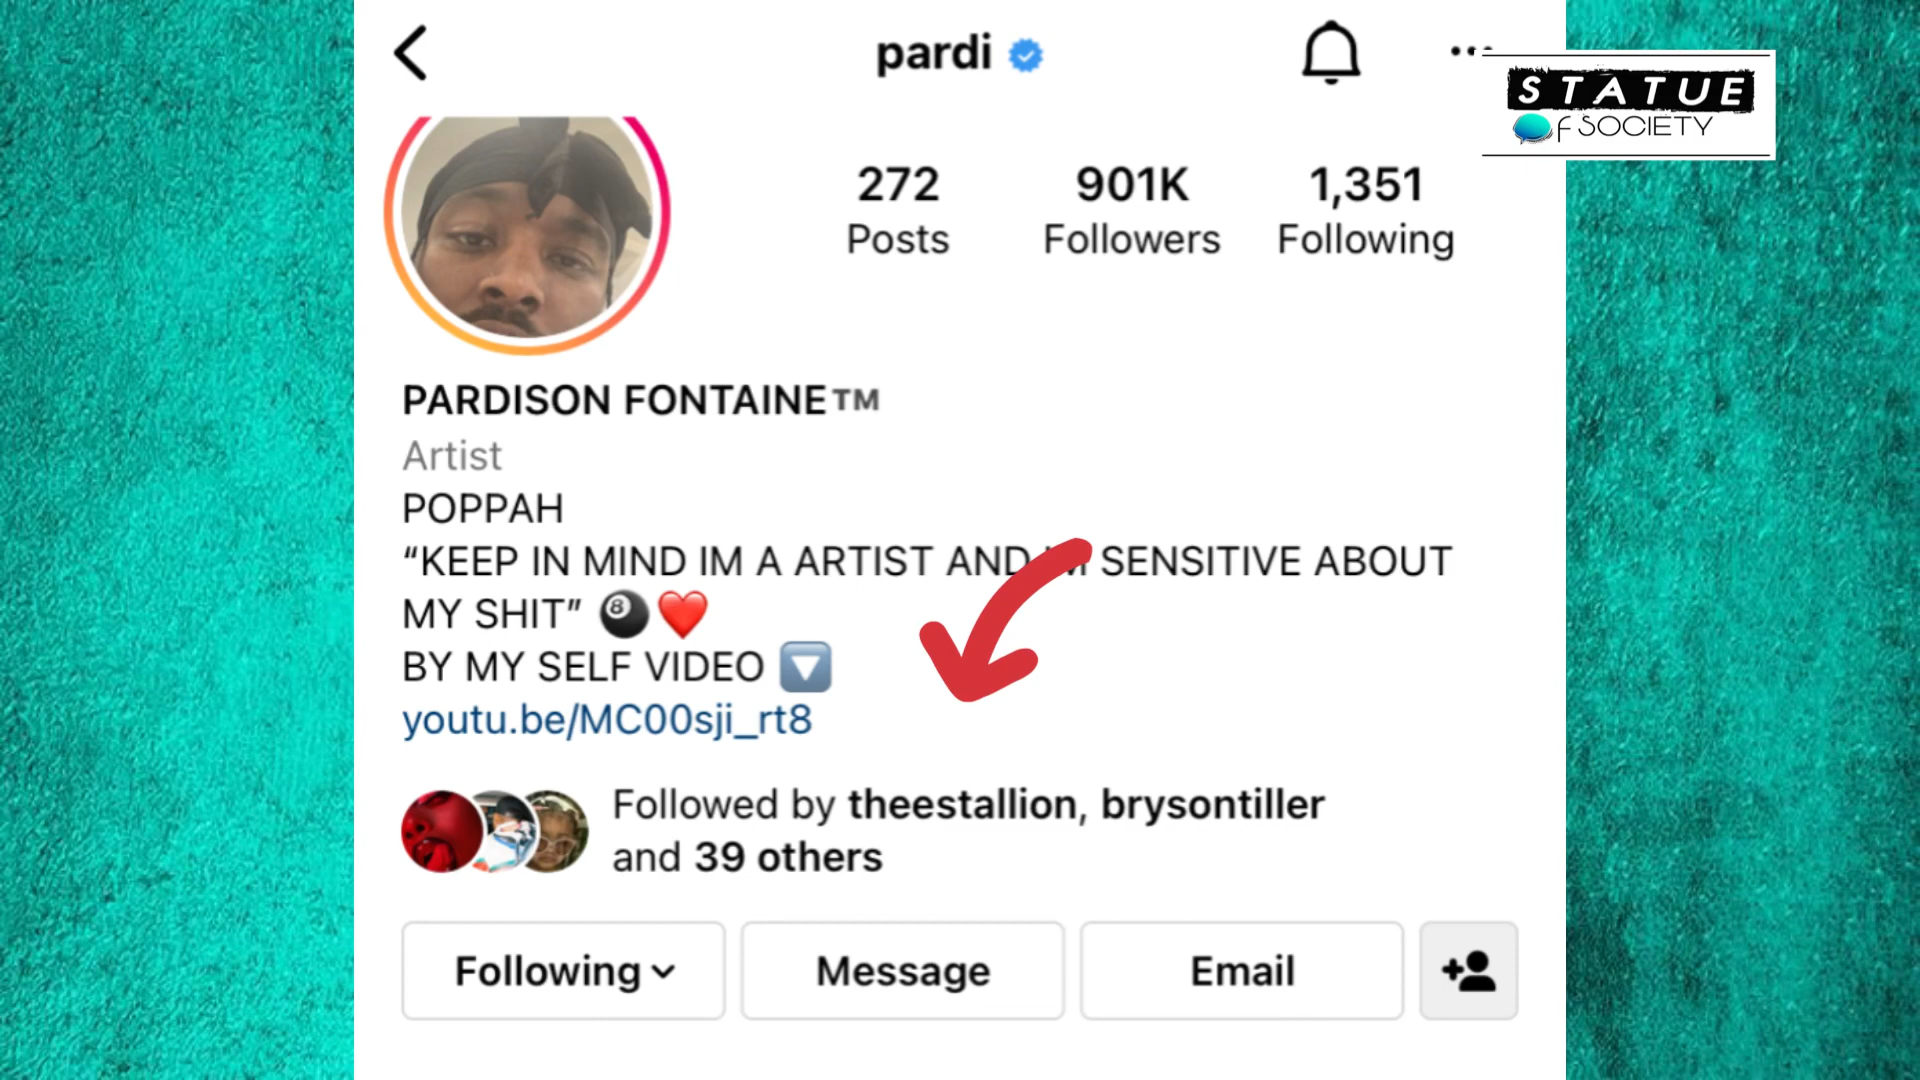 pardi
STATUE
OF SOCIETY
272 901K 1,351
Posts Followers Following
PARDISON FONTAINE™
Artist
POPPAH
“KEEP IN MIND IM A ARTIST AND IM SENSITIVE ABOUT
MY SHIT” 🎱❤️
BY MY SELF VIDEO 🔽
youtu.be/MC00sji_rt8
Followed by theestallion, brysontiller
and 39 others
Following Message Email